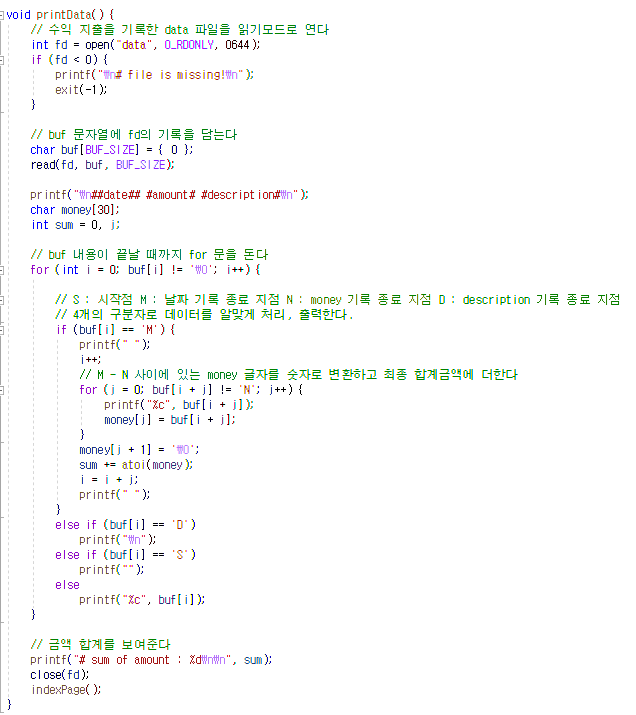 void printData() {
// 수익 지출을 기록한 data 파일을 읽기모드로 연다
int fd = open("data", O_RDONLY, 0644);
if (fd < 0) {
printf("₩n# file is missing!₩n");
exit(-1);
}
// buf 문자열에 fd의 기록을 담는다
char buf[BUF_SIZE] = { 0 };
read(fd, buf, BUF_SIZE);
printf("₩n##date## #amount# #description#₩n");
char money[30];
int sum = 0, j;
// buf 내용이 끝날 때까지 for 문을 돈다
for (int i = 0; buf[i] != '₩0'; i++) {
// S : 시작점 M : 날짜 기록 종료 지점 N : money 기록 종료 지점 D : description 기록 종료 지점
// 4개의 구분자로 데이터를 알맞게 처리, 출력한다.
if (buf[i] == 'M') {
printf(" ");
i++;
// M - N 사이에 있는 money 글자를 숫자로 변환하고 최종 합계금액에 더한다
for (j = 0; buf[i + j] != 'N'; j++) {
printf("%c", buf[i + j]);
money[j] = buf[i + j];
}
money[j + 1] = '₩0';
sum += atoi(money);
i = i + j;
printf(" ");
}
else if (buf[i] == 'D')
printf("₩n");
else if (buf[i] == 'S')
printf("");
else
printf("%c", buf[i]);
}
// 금액 합계를 보여준다
printf("# sum of amount : %d₩n₩n", sum);
close(fd);
indexPage();
}